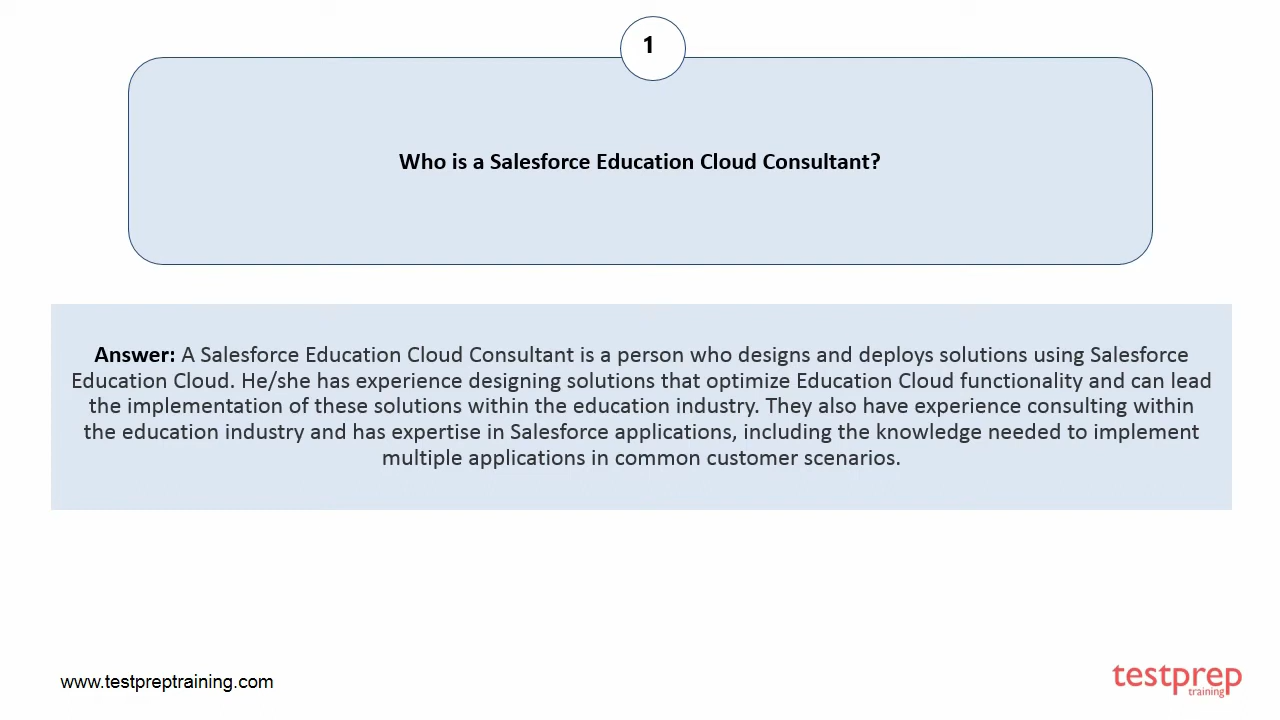 1
Who is a Salesforce Education Cloud Consultant?
Answer: A Salesforce Education Cloud Consultant is a person who designs and deploys solutions using Salesforce
Education Cloud. He/she has experience designing solutions that optimize Education Cloud functionality and can lead
the implementation of these solutions within the education industry. They also have experience consulting within
the education industry and has expertise in Salesforce applications, including the knowledge needed to implement
multiple applications in common customer scenarios.
www.testpreptraining.com
testprep
training